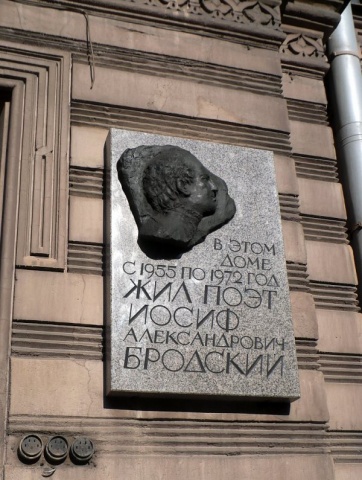 В ЭТОМ
ДОМЕ
С 1955 ПО 1972 ГОД
ЖИЛ ПОЭТ
ИОСИФ
АЛЕКСАНДРОВИЧ
БРОДСКИЙ